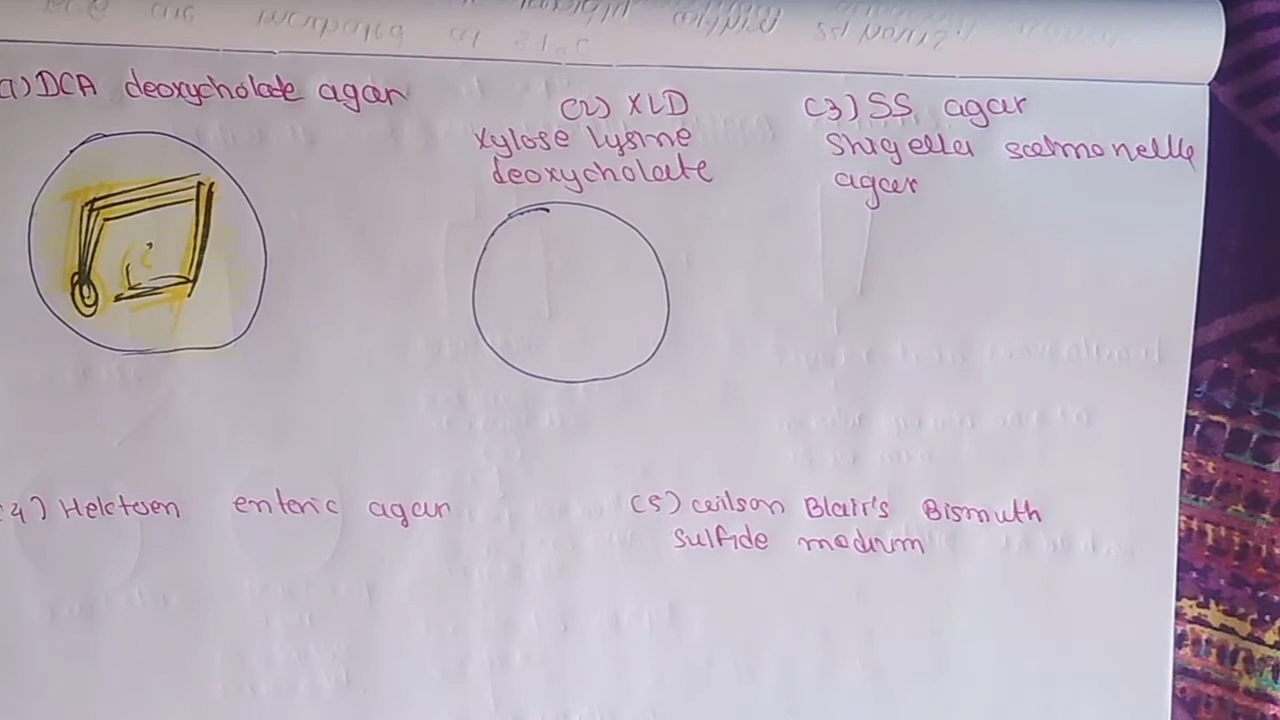 1) DCA deoxycholate agar
(2) XLD
Xylose lysine
deoxycholate
(3) SS agar
Shigella salmonella
agar
(4) Helctoen enteric agar
(5) wilson Blair's Bismuth
sulfide medium